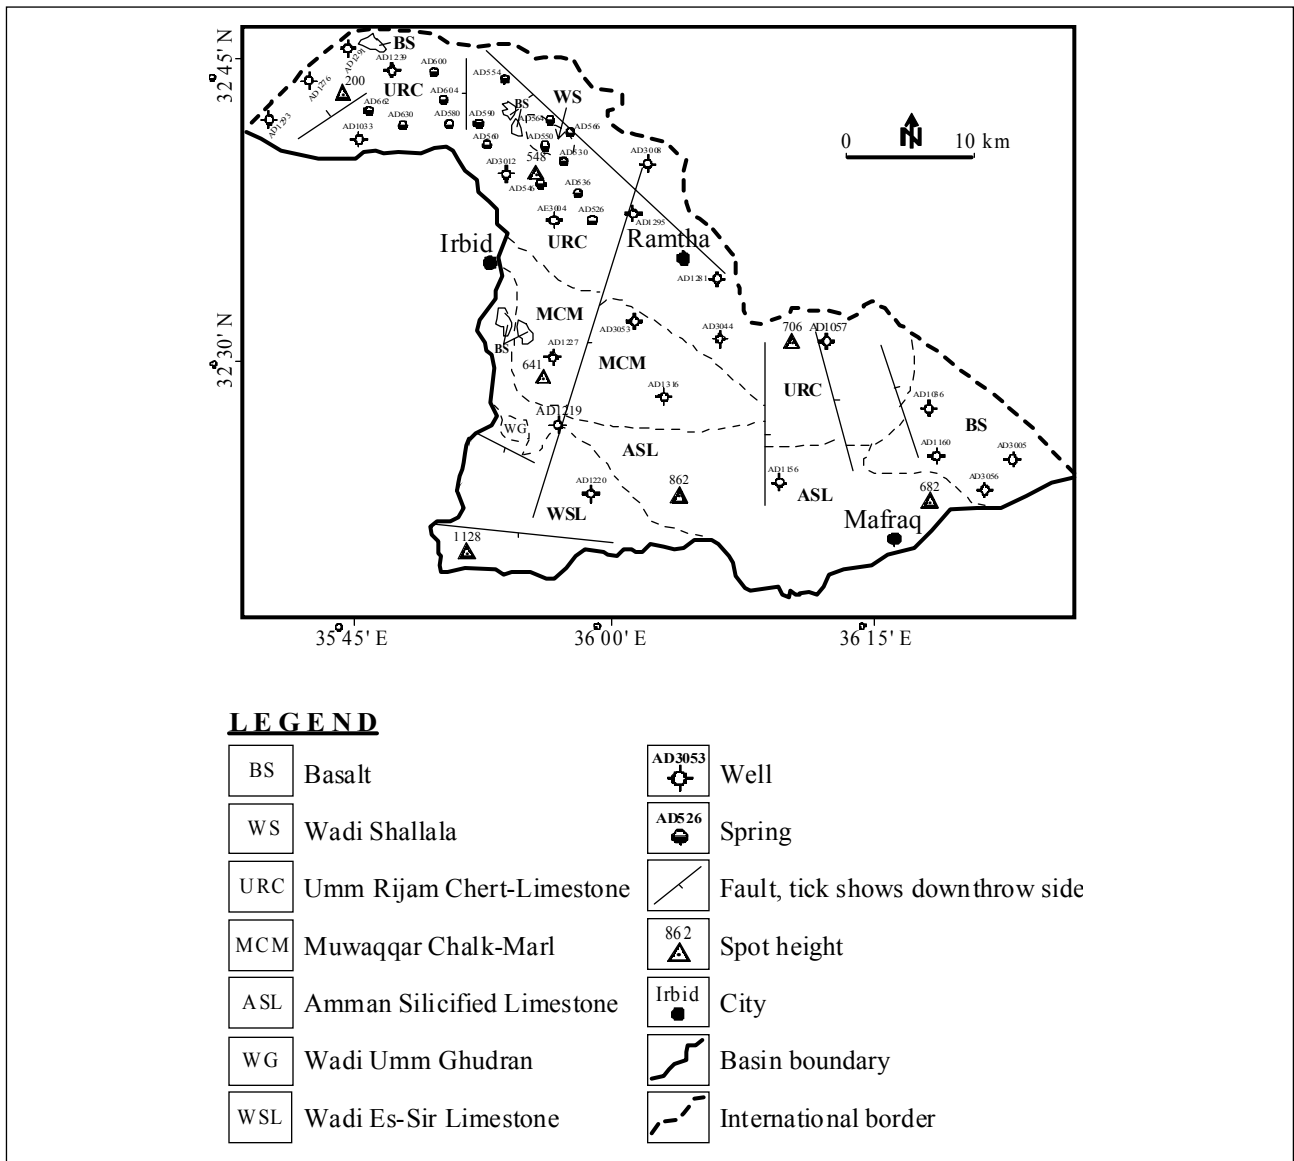 BS
AD1291
AD1239
AD600
AD1276
200
URC
AD554
AD604
BS
WS
AD662
AD630
AD580
AD590
AD564
AD566
AD1293
AD1033
AD560
AD550
AD530
AD3008
548
AD3012
AD546
AD536
AE3004
AD526
AD1295
Irbid
URC
Ramtha
AD1281
0 10 km
N
32 45' N
32 30' N
MCM
AD3053
AD3044
706
AD1057
BS
AD1227
MCM
641
AD1316
URC
AD1036
AD1219
WG
BS
ASL
AD1160
AD3005
862
AD1156
AD1220
ASL
682
AD3056
WSL
Mafraq
1128
35 45' E
36 00' E
36 15' E
LEGEND
BS Basalt
WS Wadi Shallala
URC Umm Rijam Chert-Limestone
MCM Muwaqqar Chalk-Marl
ASL Amman Silicified Limestone
WG Wadi Umm Ghudran
WSL Wadi Es-Sir Limestone
AD3053 Well
AD526 Spring
Fault, tick shows downthrow side
862 Spot height
Irbid City
Basin boundary
International border